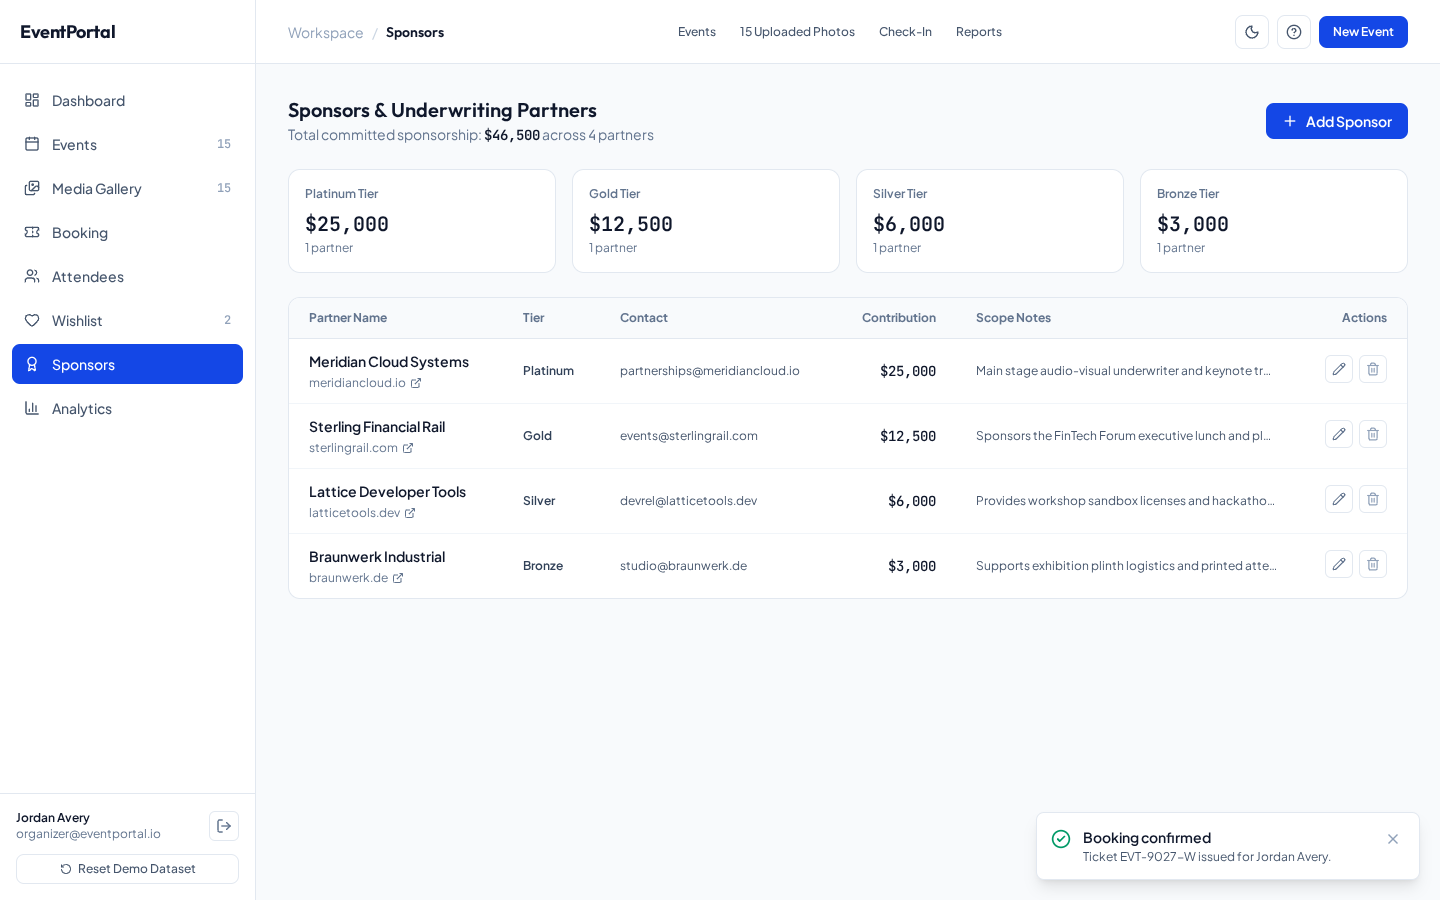 EventPortal
Workspace / Sponsors
Events 15 Uploaded Photos Check-In Reports
New Event
Dashboard
Events 15
Media Gallery 15
Booking
Attendees
Wishlist 2
Sponsors
Analytics
Jordan Avery
organizer@eventportal.io
Reset Demo Dataset
Sponsors & Underwriting Partners
Total committed sponsorship: $46,500 across 4 partners
Add Sponsor
Platinum Tier
$25,000
1 partner
Gold Tier
$12,500
1 partner
Silver Tier
$6,000
1 partner
Bronze Tier
$3,000
1 partner
Partner Name Tier Contact Contribution Scope Notes Actions
Meridian Cloud Systems
meridiancloud.io
Platinum partnerships@meridiancloud.io $25,000 Main stage audio-visual underwriter and keynote tr...
Sterling Financial Rail
sterlingrail.com
Gold events@sterlingrail.com $12,500 Sponsors the FinTech Forum executive lunch and pl...
Lattice Developer Tools
latticetools.dev
Silver devrel@latticetools.dev $6,000 Provides workshop sandbox licenses and hackatho...
Braunwerk Industrial
braunwerk.de
Bronze studio@braunwerk.de $3,000 Supports exhibition plinth logistics and printed atte...
Booking confirmed
Ticket EVT-9027-W issued for Jordan Avery.